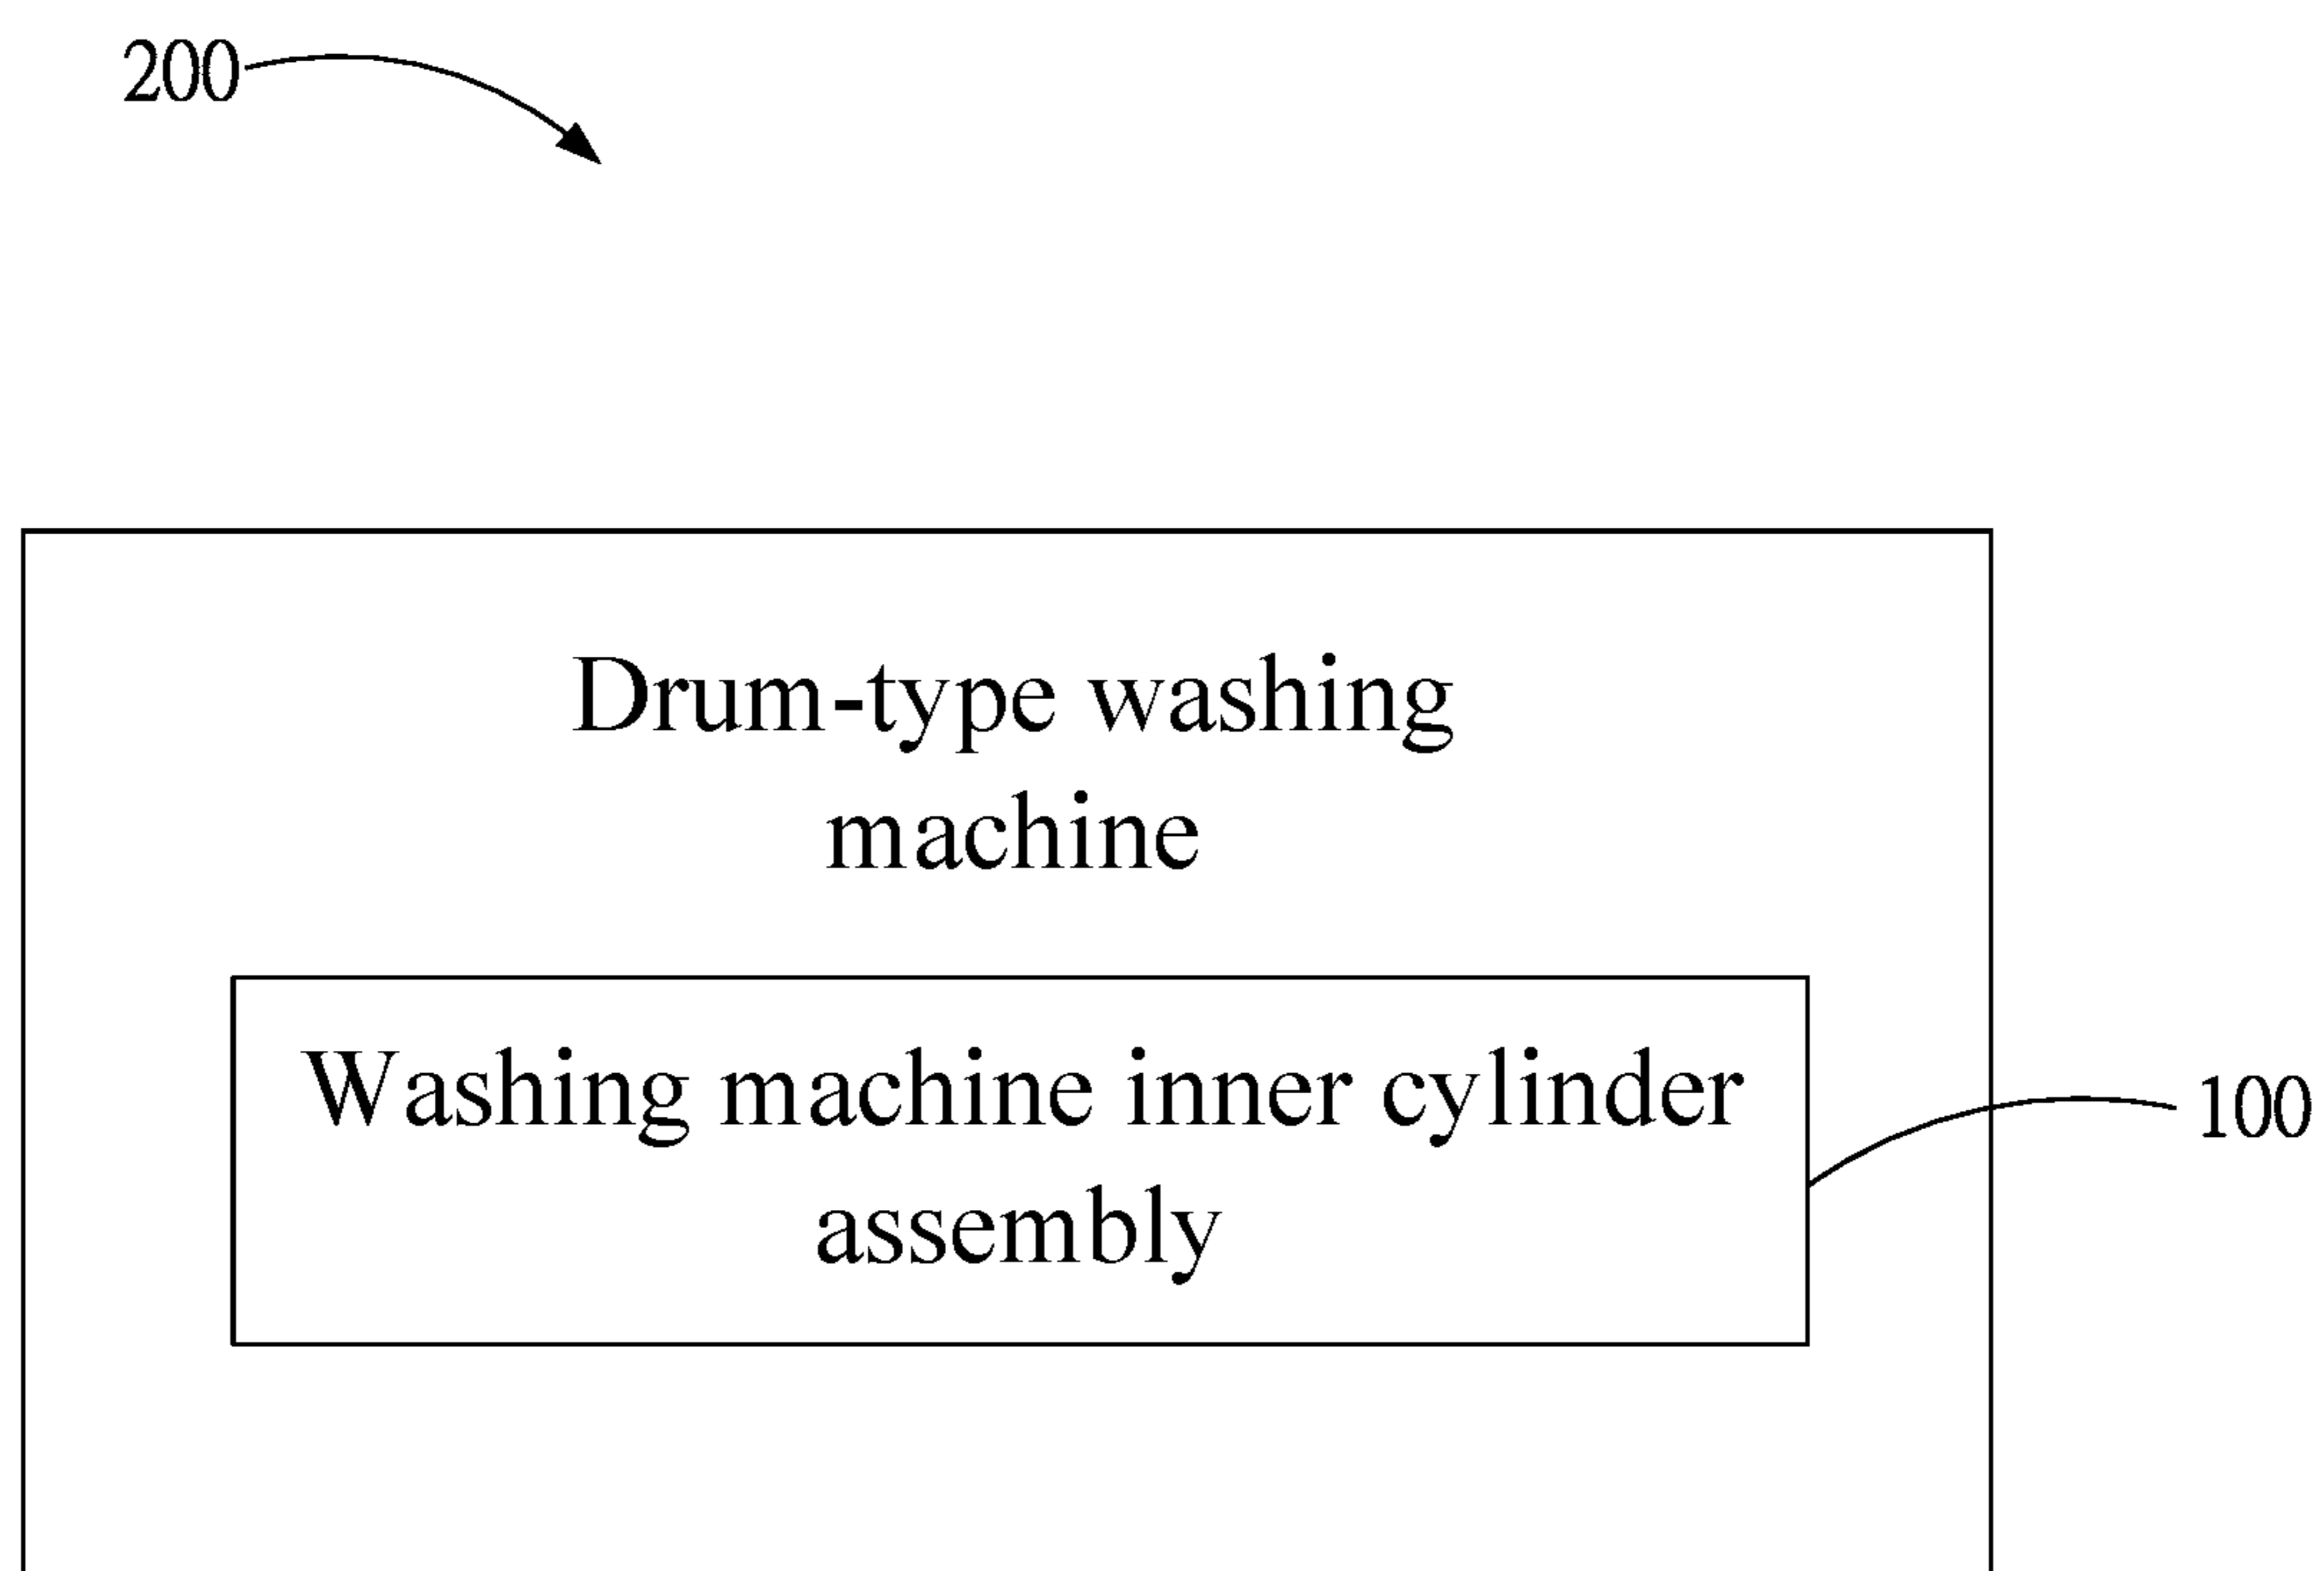 200
Drum-type washing
machine
Washing machine inner cylinder
assembly
100